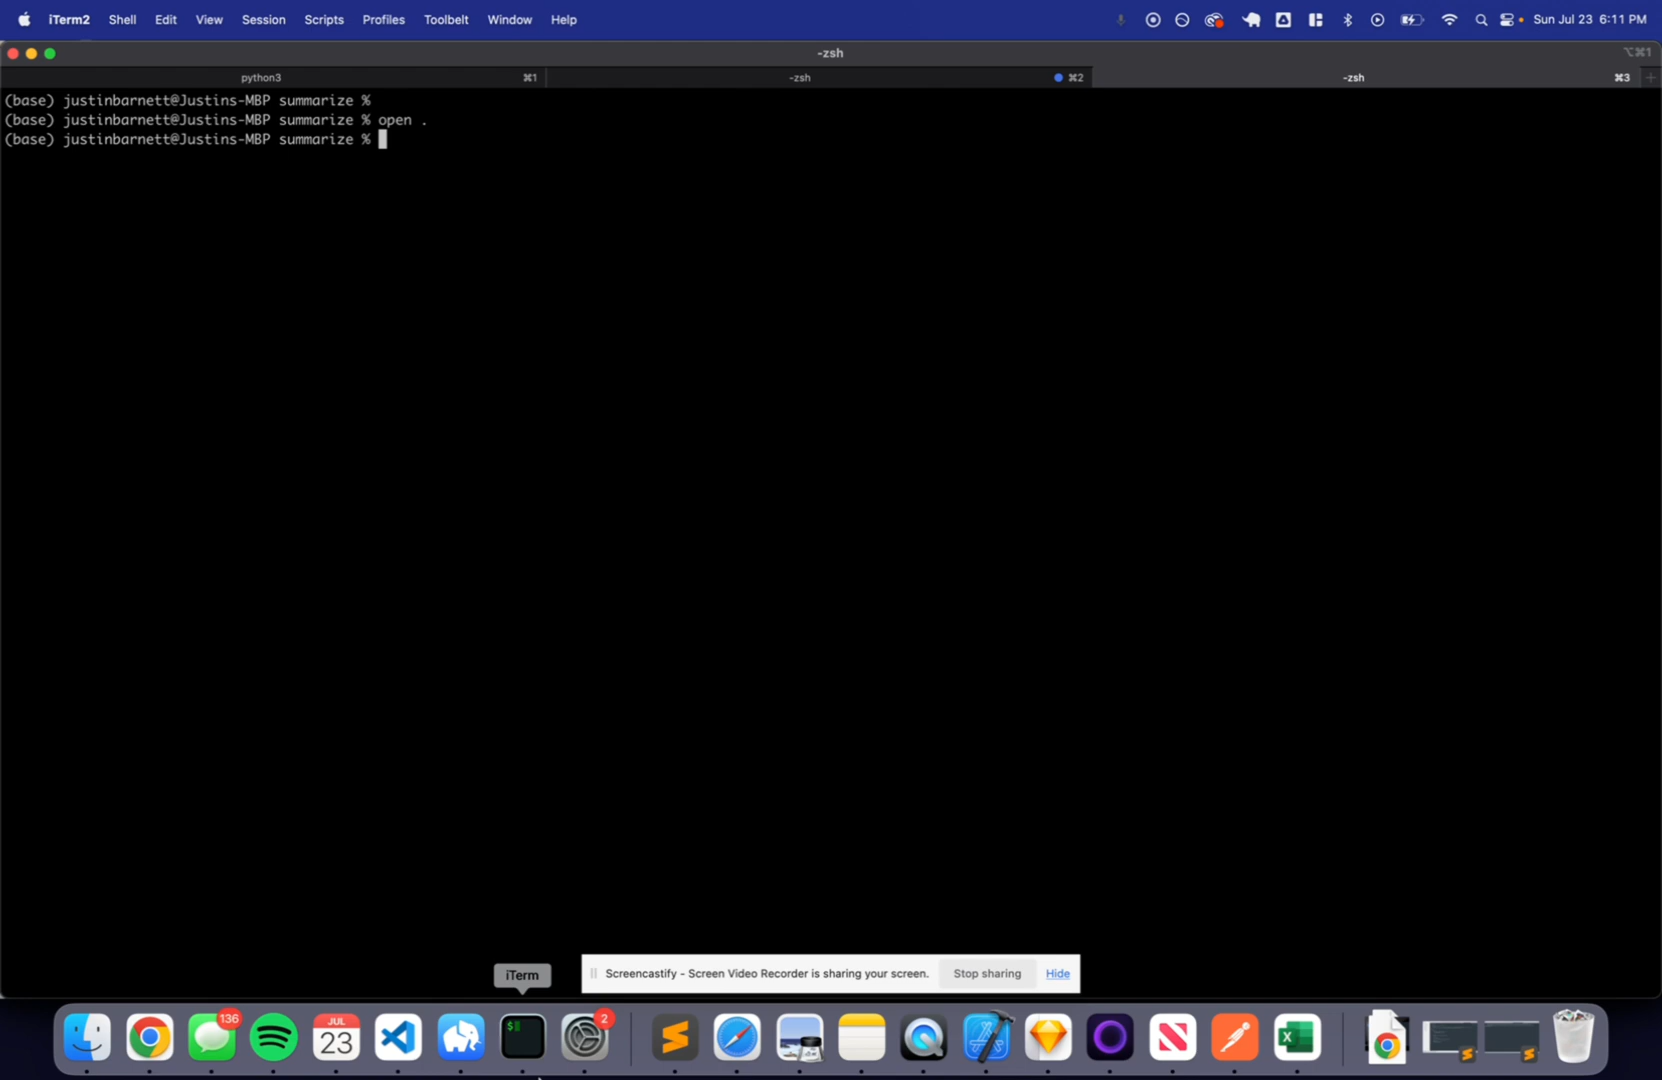 iTerm2 Shell Edit View Session Scripts Profiles Toolbelt Window Help Sun Jul 23 6:11 PM
-zsh ⌥⌘1
python3 ⌘1 -zsh ⌘2 -zsh ⌘3 +
(base) justinbarnett@Justins-MBP summarize %
(base) justinbarnett@Justins-MBP summarize % open .
(base) justinbarnett@Justins-MBP summarize %
iTerm
Screencastify - Screen Video Recorder is sharing your screen. Stop sharing Hide
136
JUL
23
$
2